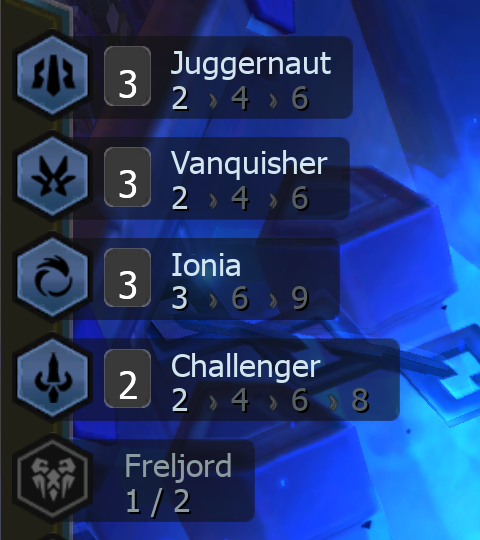 3 Juggernaut
2 › 4 › 6
3 Vanquisher
2 › 4 › 6
3 Ionia
3 › 6 › 9
2 Challenger
2 › 4 › 6 › 8
Freljord
1 / 2